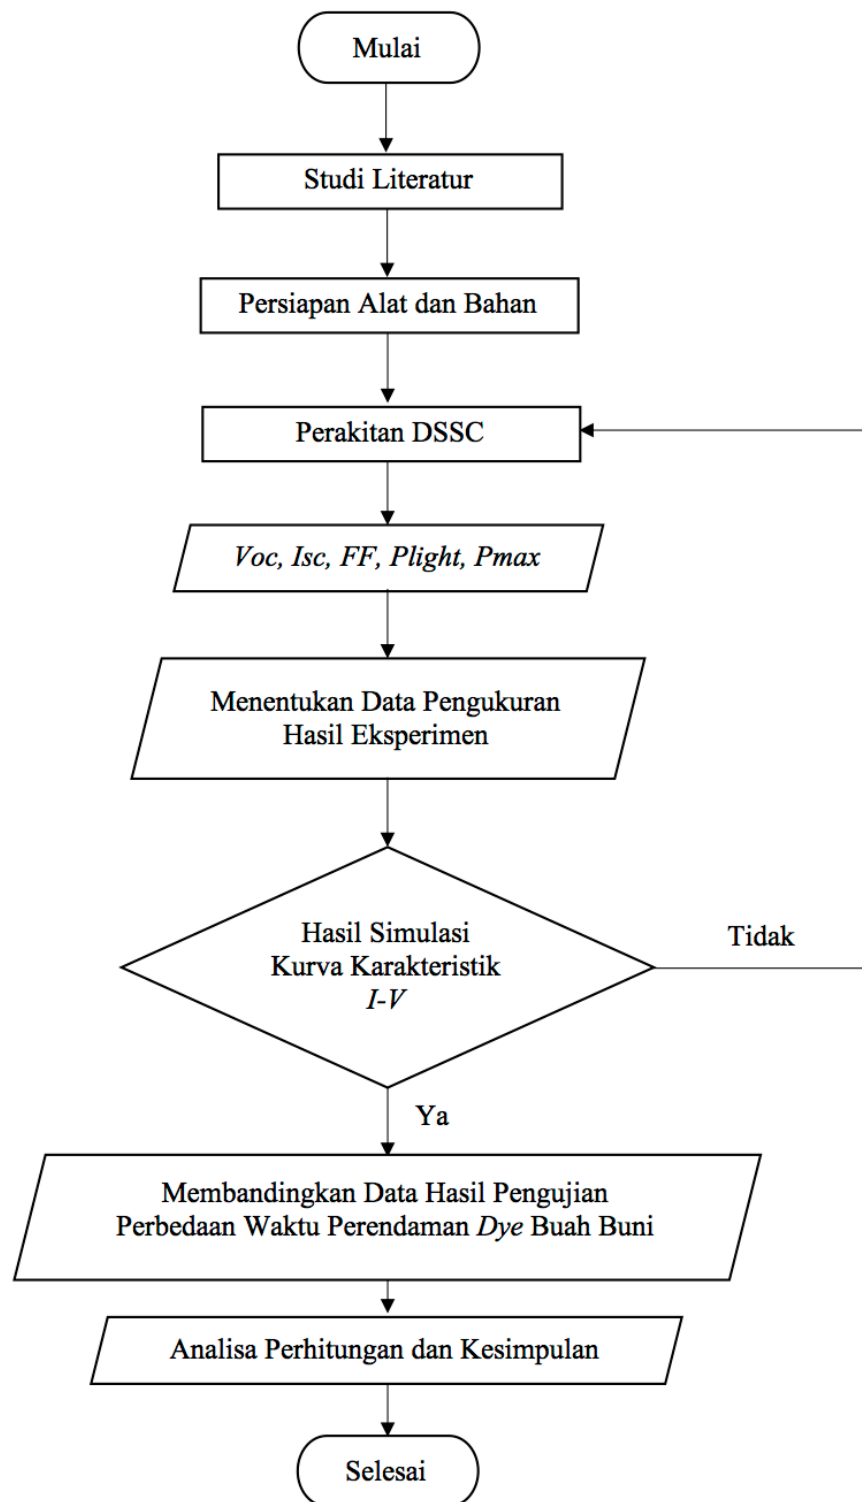 Mulai
Studi Literatur
Persiapan Alat dan Bahan
Perakitan DSSC
Voc, Isc, FF, Plight, Pmax
Menentukan Data Pengukuran
Hasil Eksperimen
Hasil Simulasi
Kurva Karakteristik
I-V
Tidak
Ya
Membandingkan Data Hasil Pengujian
Perbedaan Waktu Perendaman Dye Buah Buni
Analisa Perhitungan dan Kesimpulan
Selesai